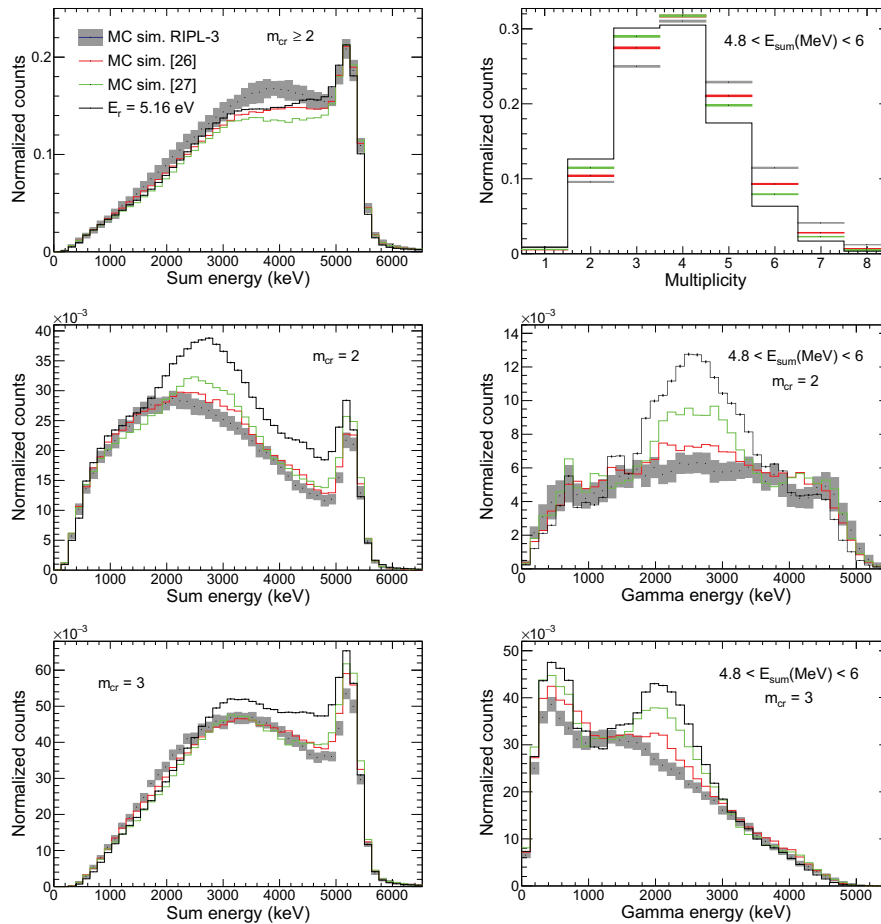 MC sim. RIPL-3
MC sim. [26]
MC sim. [27]
E_r = 5.16 eV
m_cr ≥ 2
Normalized counts
0.2
0.1
0
0 1000 2000 3000 4000 5000 6000
Sum energy (keV)
4.8 < E_sum(MeV) < 6
Normalized counts
0.3
0.2
0.1
0
1 2 3 4 5 6 7 8
Multiplicity
×10⁻³
m_cr = 2
Normalized counts
40
35
30
25
20
15
10
5
0
0 1000 2000 3000 4000 5000 6000
Sum energy (keV)
×10⁻³
4.8 < E_sum(MeV) < 6
m_cr = 2
Normalized counts
14
12
10
8
6
4
2
0
0 1000 2000 3000 4000 5000
Gamma energy (keV)
×10⁻³
m_cr = 3
Normalized counts
60
50
40
30
20
10
0
0 1000 2000 3000 4000 5000 6000
Sum energy (keV)
×10⁻³
4.8 < E_sum(MeV) < 6
m_cr = 3
Normalized counts
50
40
30
20
10
0
0 1000 2000 3000 4000 5000
Gamma energy (keV)